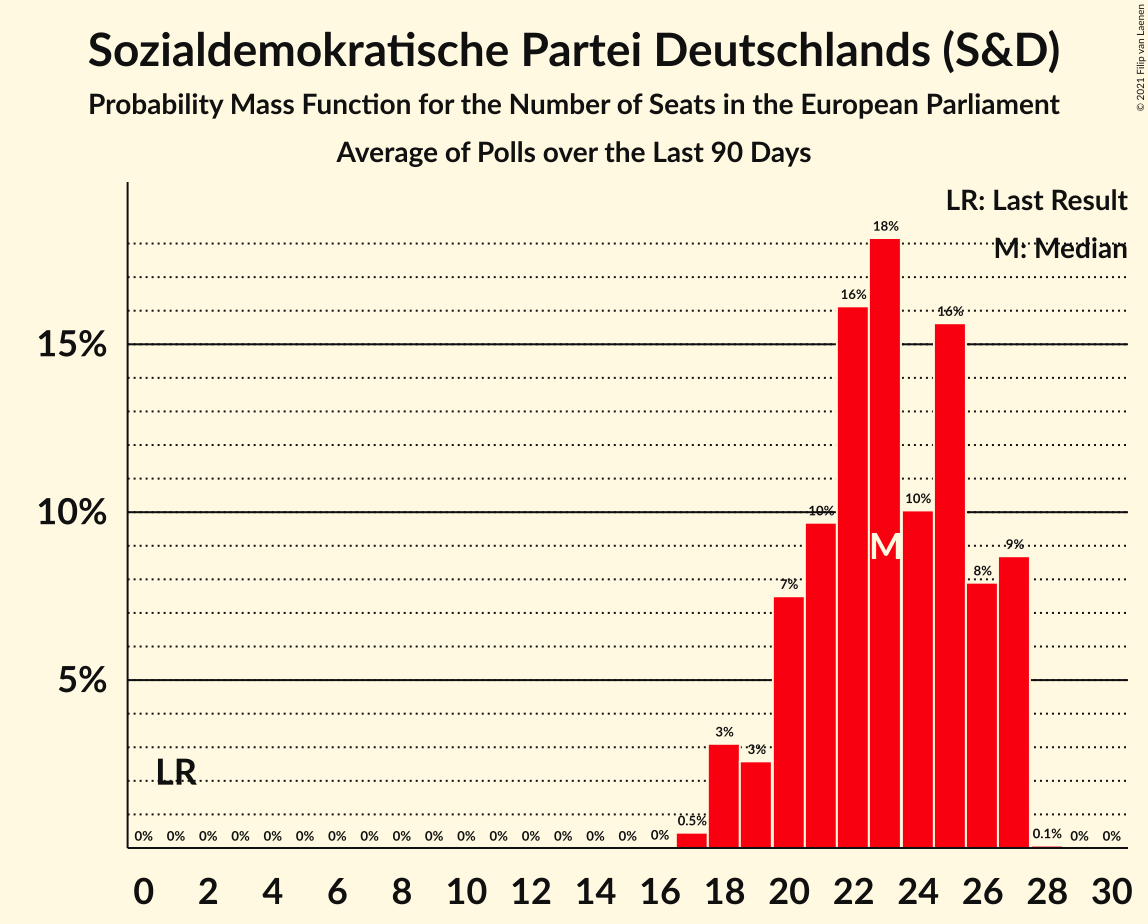 Sozialdemokratische Partei Deutschlands (S&D)
Probability Mass Function for the Number of Seats in the European Parliament
Average of Polls over the Last 90 Days
© 2021 Filip van Laenen
LR: Last Result
M: Median
18%
16%
16%
15%
10%
10%
10%
M
9%
8%
7%
5%
3%
3%
LR
0.5%
0% 0% 0% 0% 0% 0% 0% 0% 0% 0% 0% 0% 0% 0% 0% 0% 0% 0.1% 0% 0%
0 2 4 6 8 10 12 14 16 18 20 22 24 26 28 30